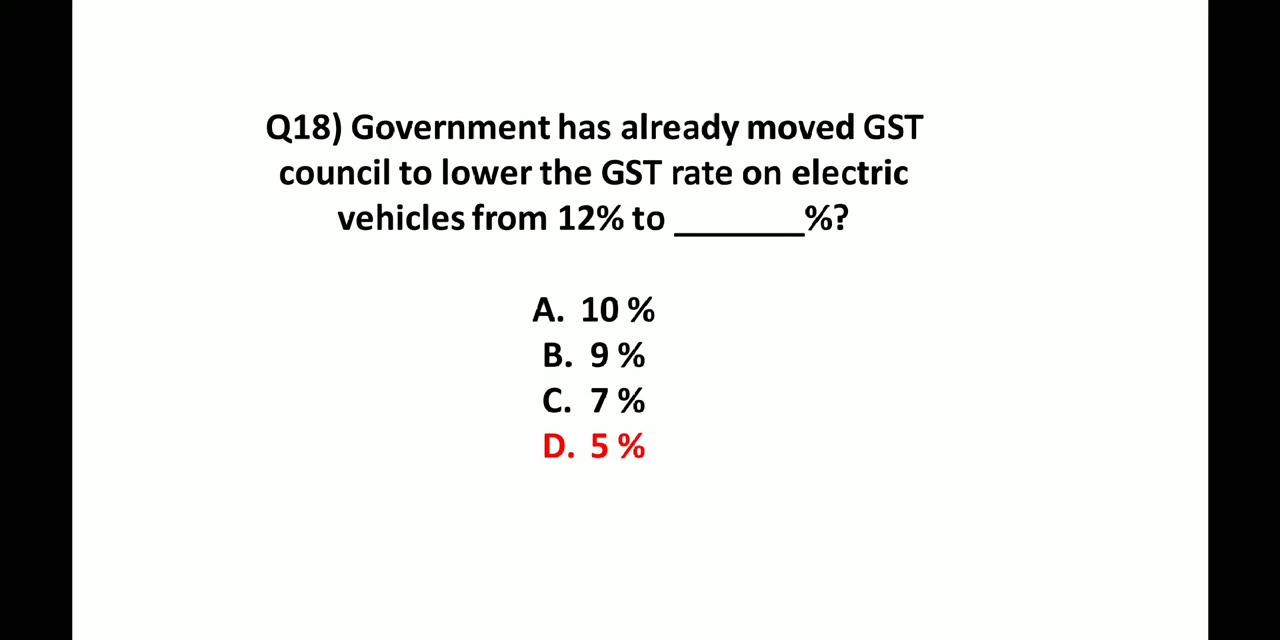 Q18) Government has already moved GST
council to lower the GST rate on electric
vehicles from 12% to _______%?
A. 10 %
B. 9 %
C. 7 %
D. 5 %